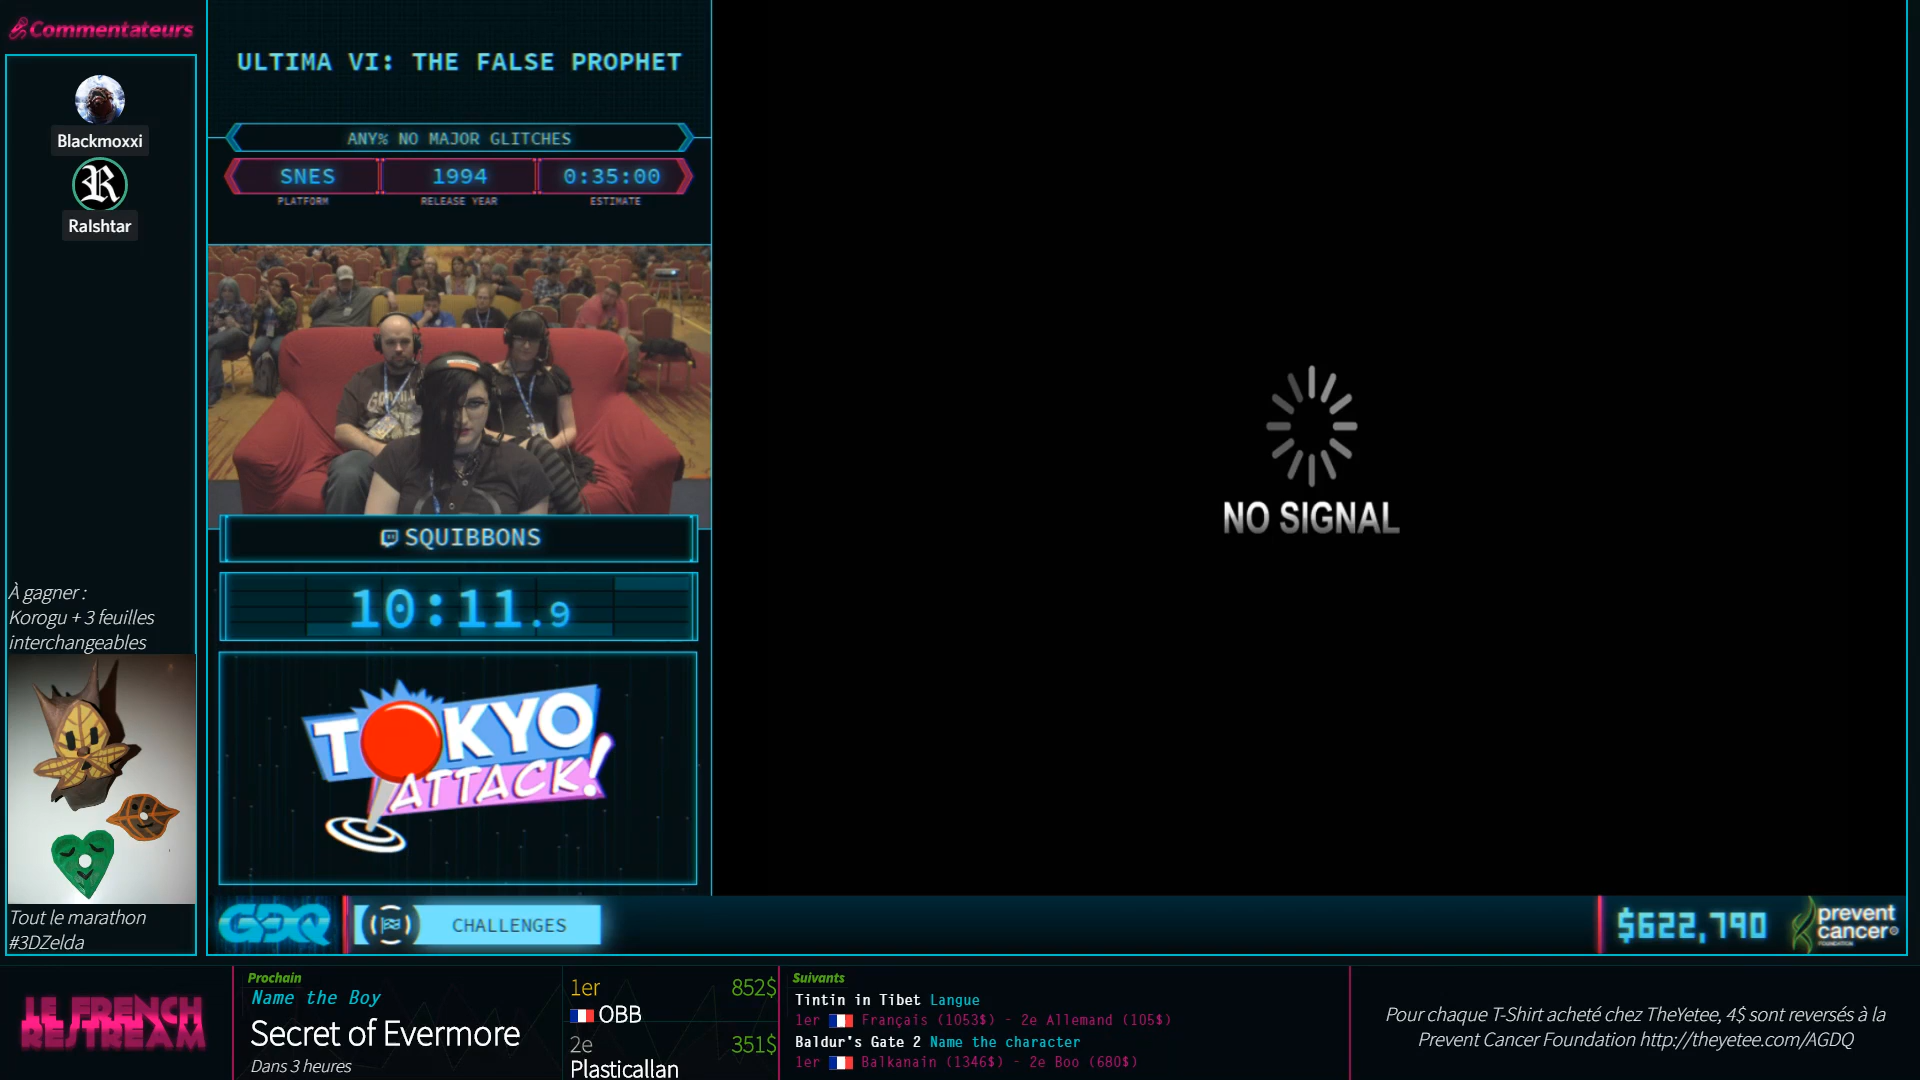 Commentateurs
Blackmoxxi
Ralshtar
À gagner :
Korogu + 3 feuilles
interchangeables
Tout le marathon
#3DZelda
ULTIMA VI: THE FALSE PROPHET
ANY% NO MAJOR GLITCHES
SNES 1994 0:35:00
PLATFORM RELEASE YEAR ESTIMATE
SQUIBBONS
10:11.9
TOKYO
ATTACK!
NO SIGNAL
GDQ CHALLENGES
$622,790
prevent
cancer
FOUNDATION
LE FRENCH
RESTREAM
Prochain
Name the Boy
Secret of Evermore
Dans 3 heures
1er 852$
OBB
2e 351$
Plasticallan
Suivants
Tintin in Tibet Langue
1er Français (1053$) - 2e Allemand (105$)
Baldur's Gate 2 Name the character
1er Balkanain (1346$) - 2e Boo (680$)
Pour chaque T-Shirt acheté chez TheYetee, 4$ sont reversés à la
Prevent Cancer Foundation http://theyetee.com/AGDQ